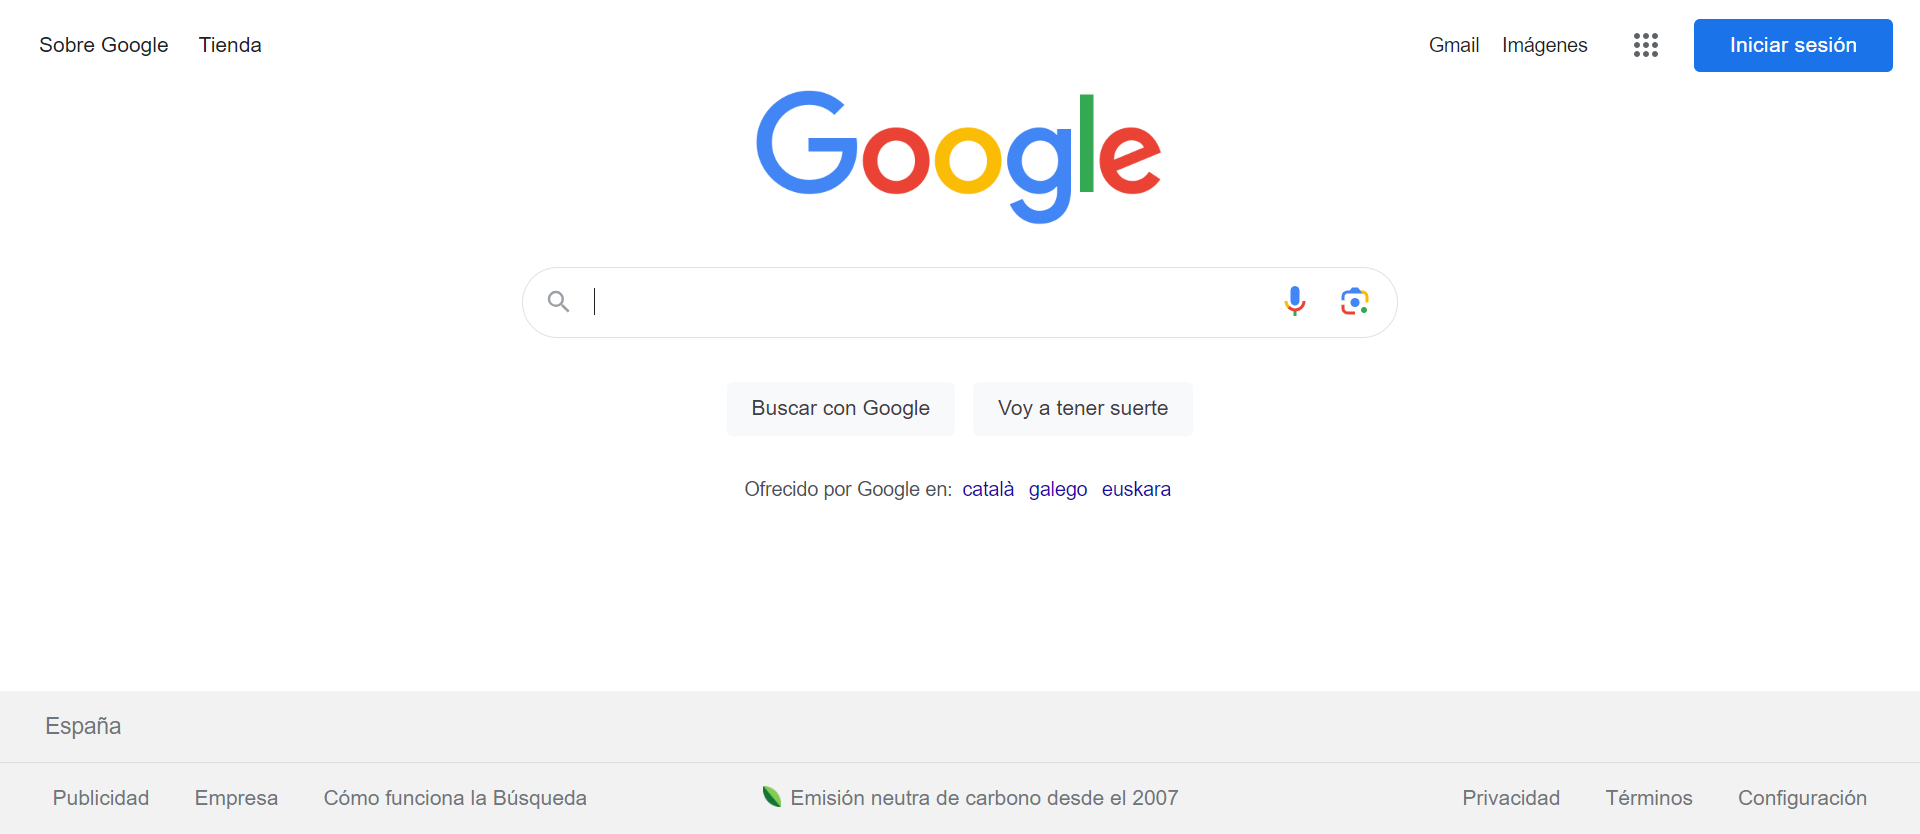 Sobre Google Tienda Gmail Imágenes Iniciar sesión
Google
Buscar con Google Voy a tener suerte
Ofrecido por Google en: català galego euskara
España
Publicidad Empresa Cómo funciona la Búsqueda Emisión neutra de carbono desde el 2007 Privacidad Términos Configuración